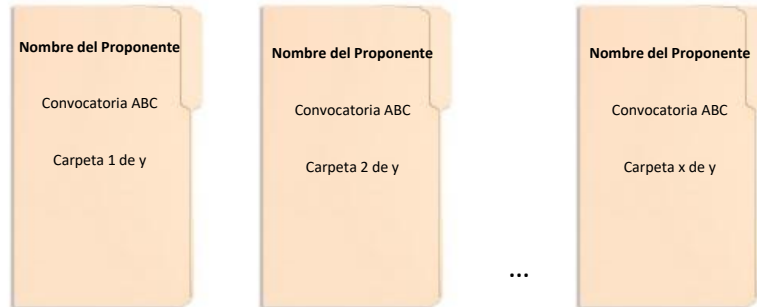 Nombre del Proponente
Convocatoria ABC
Carpeta 1 de y
Nombre del Proponente
Convocatoria ABC
Carpeta 2 de y
...
Nombre del Proponente
Convocatoria ABC
Carpeta x de y